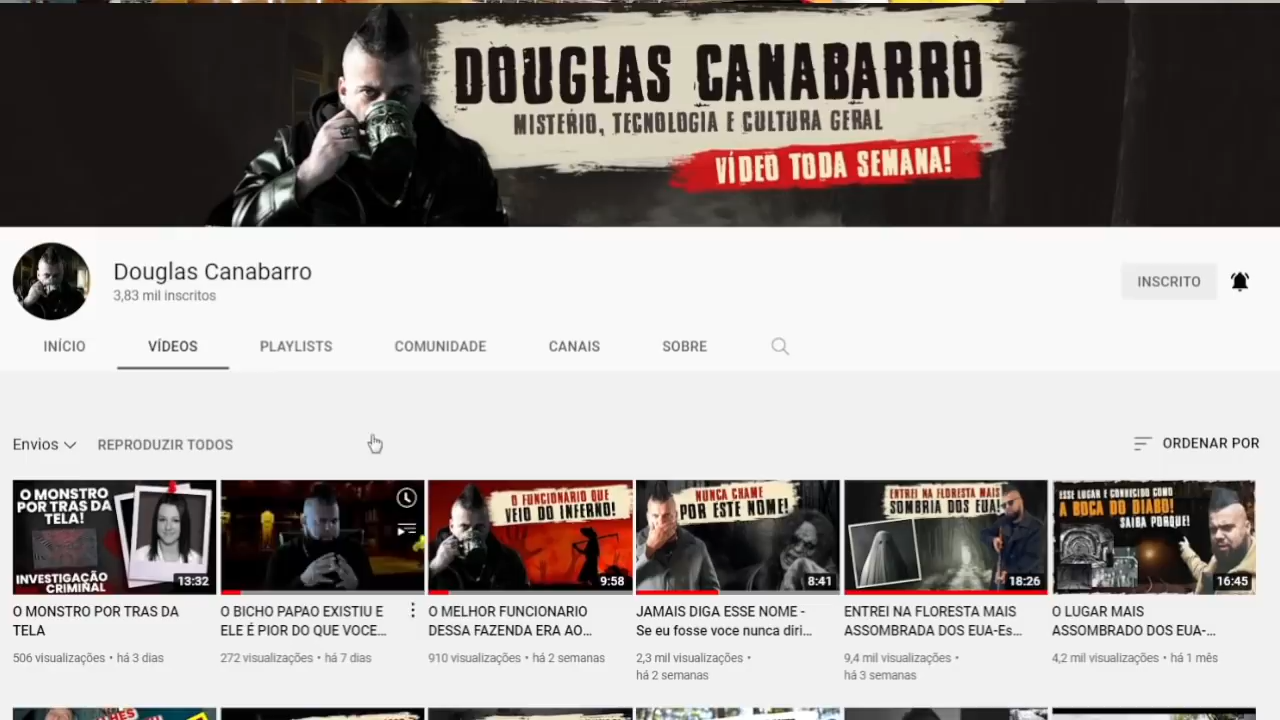 DOUGLAS CANABARRO
MISTÉRIO, TECNOLOGIA E CULTURA GERAL
VÍDEO TODA SEMANA!
Douglas Canabarro
3,83 mil inscritos
INSCRITO
INÍCIO VÍDEOS PLAYLISTS COMUNIDADE CANAIS SOBRE
Envios REPRODUZIR TODOS ORDENAR POR
O MONSTRO
POR TRAS DA
TELA!
INVESTIGAÇÃO
CRIMINAL
13:32
O FUNCIONÁRIO QUE
VEIO DO INFERNO!
9:58
NUNCA CHAME
POR ESTE NOME!
8:41
ENTREI NA FLORESTA MAIS
SOMBRIA DOS EUA!
18:26
ESSE LUGAR E CONHECIDO COMO
A BOCA DO DIABO!
SAIBA PORQUE!
16:45
O MONSTRO POR TRAS DA
TELA
506 visualizações • há 3 dias
O BICHO PAPAO EXISTIU E
ELE É PIOR DO QUE VOCE...
272 visualizações • há 7 dias
O MELHOR FUNCIONARIO
DESSA FAZENDA ERA AO...
910 visualizações • há 2 semanas
JAMAIS DIGA ESSE NOME -
Se eu fosse voce nunca diri...
2,3 mil visualizações •
há 2 semanas
ENTREI NA FLORESTA MAIS
ASSOMBRADA DOS EUA-Es...
9,4 mil visualizações •
há 3 semanas
O LUGAR MAIS
ASSOMBRADO DOS EUA-...
4,2 mil visualizações • há 1 mês